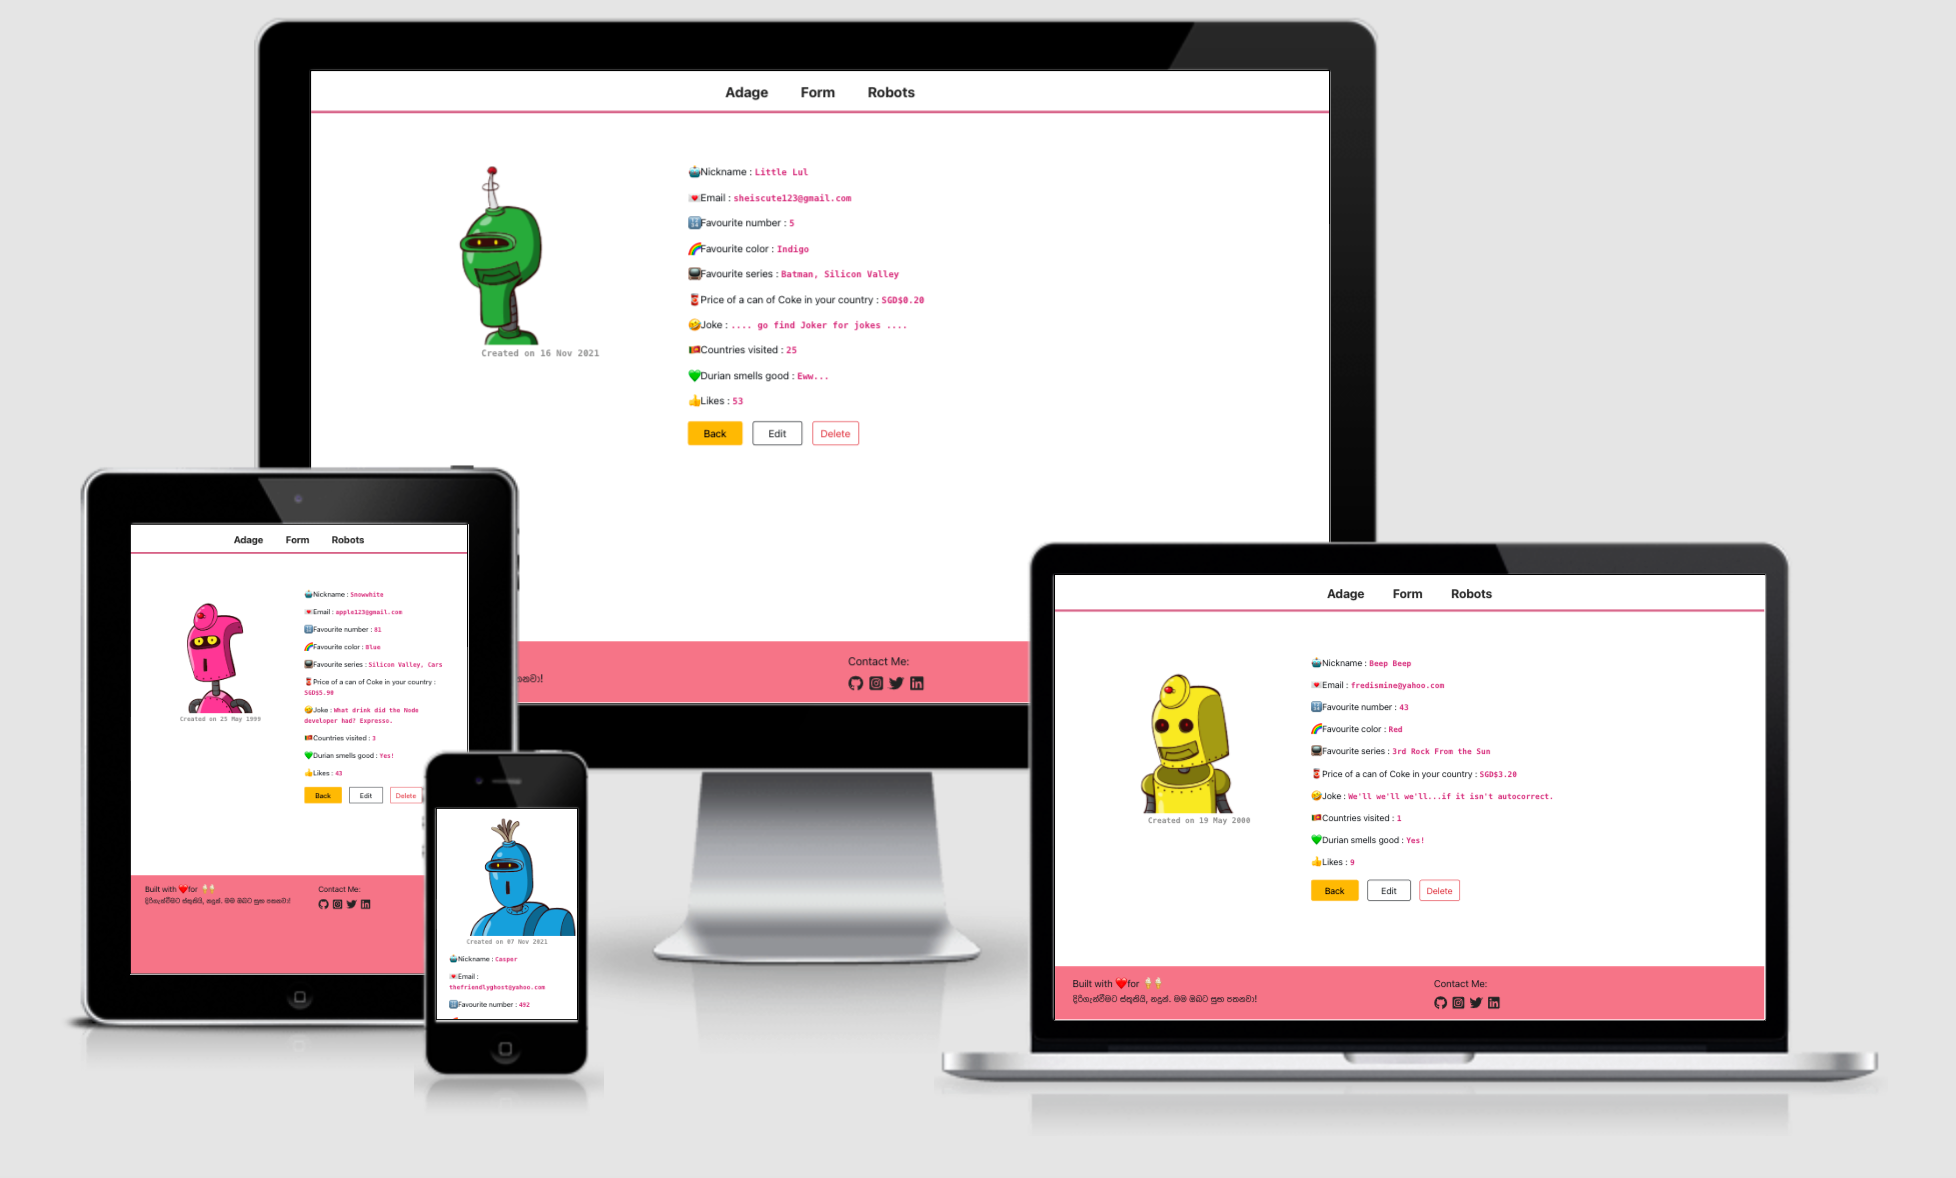 Adage Form Robots
Nickname : Little Lul
Email : sheiscute123@gmail.com
Favourite number : 5
Favourite color : Indigo
Favourite series : Batman, Silicon Valley
Price of a can of Coke in your country : SGD$0.20
Joke : .... go find Joker for jokes ....
Countries visited : 25
Durian smells good : Eww...
Likes : 53
Created on 16 Nov 2021
Back Edit Delete
Contact Me:
Adage Form Robots
Nickname : Snowwhite
Email : apple123@gmail.com
Favourite number : 81
Favourite color : Blue
Favourite series : Silicon Valley, Cars
Price of a can of Coke in your country :
SGD$5.90
Joke : What drink did the Node
developer had? Expresso.
Countries visited : 3
Durian smells good : Yes!
Likes : 43
Created on 25 May 1999
Back Edit Delete
Built with ❤️for
Contact Me:
Created on 07 Nov 2021
Nickname : Casper
Email :
thefriendlyghost@yahoo.com
Favourite number : 492
Adage Form Robots
Nickname : Beep Beep
Email : fredismine@yahoo.com
Favourite number : 43
Favourite color : Red
Favourite series : 3rd Rock From the Sun
Price of a can of Coke in your country : SGD$3.20
Joke : We'll we'll we'll...if it isn't autocorrect.
Countries visited : 1
Durian smells good : Yes!
Likes : 9
Created on 19 May 2000
Back Edit Delete
Built with ❤️for
Contact Me: